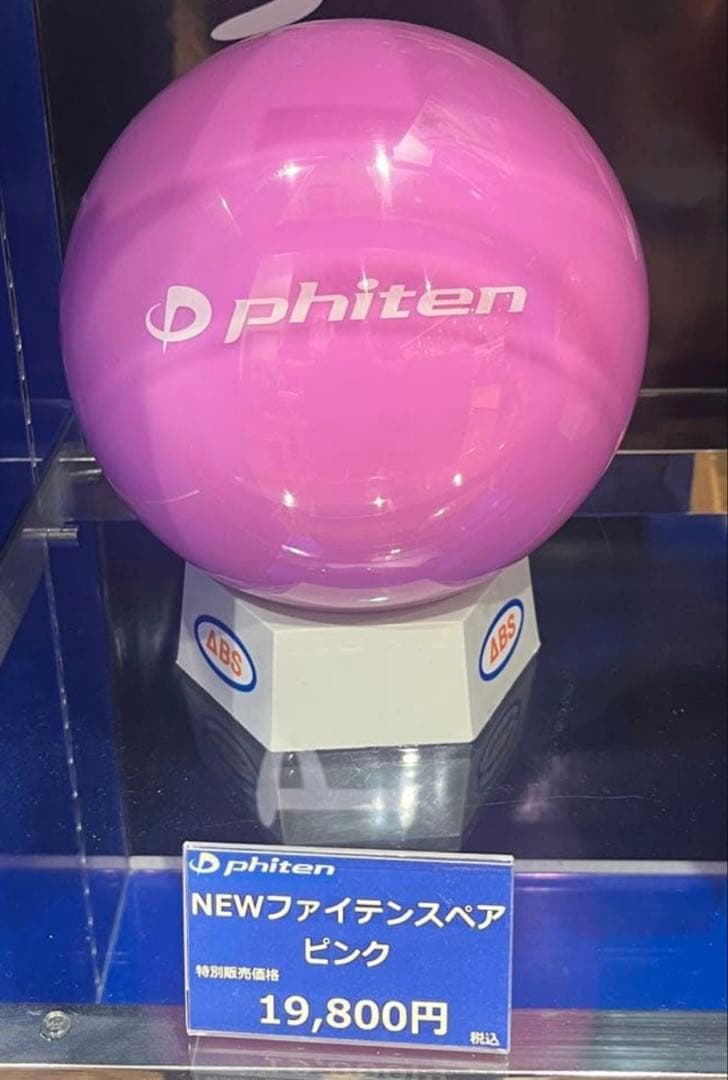 phiten
ABS
ABS
phiten
NEWファイテンスペア
ピンク
特別販売価格
19,800円
税込